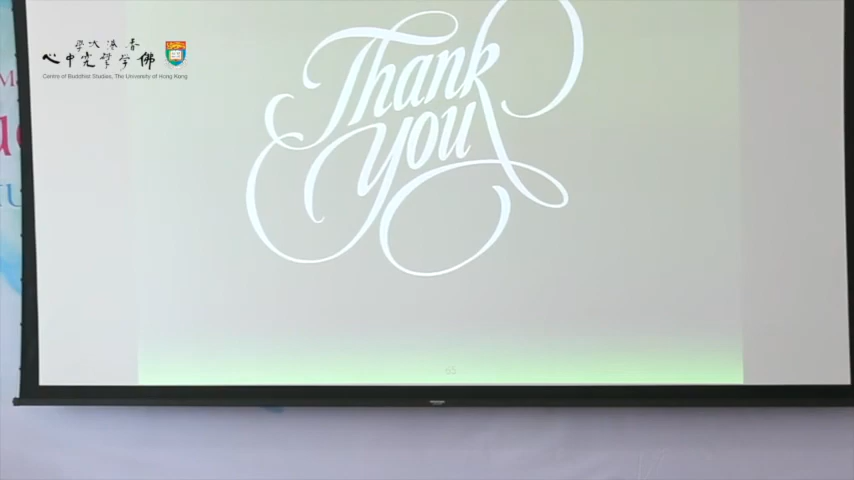 學大港香
心中究研學佛
Centre of Buddhist Studies, The University of Hong Kong
Thank
you